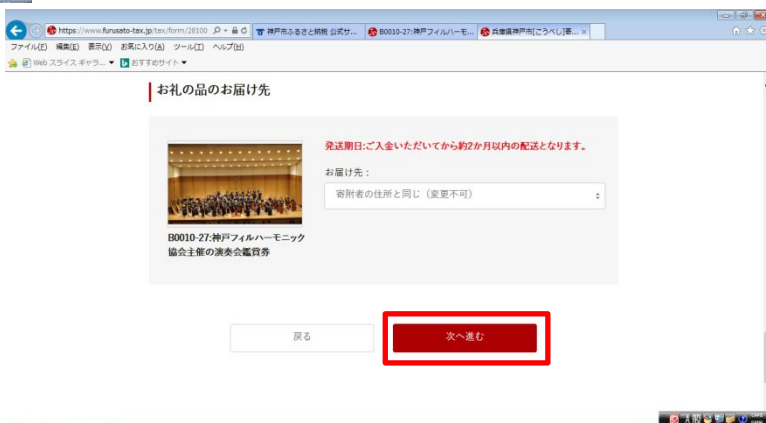 https://www.furusato-tax.jp/tax/form/28100
神戸市ふるさと納税 公式サ...
B0010-27:神戸フィルハーモ...
兵庫県神戸市[こうべし]寄...
ファイル(F) 編集(E) 表示(V) お気に入り(A) ツール(T) ヘルプ(H)
Web スライス ギャラ... おすすめサイト
お礼の品のお届け先
発送期日:ご入金いただいてから約2か月以内の配送となります。
お届け先：
寄附者の住所と同じ（変更不可）
B0010-27:神戸フィルハーモニック
協会主催の演奏会鑑賞券
戻る
次へ進む